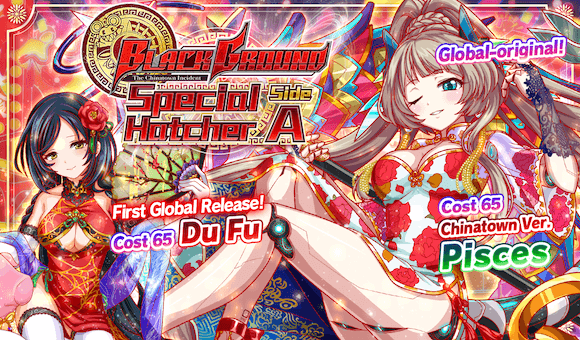 BLACK GROUND
The Chinatown Incident
Special Side
Hatcher A
Global-original!
First Global Release!
Cost 65 Du Fu
Cost 65
Chinatown Ver.
Pisces